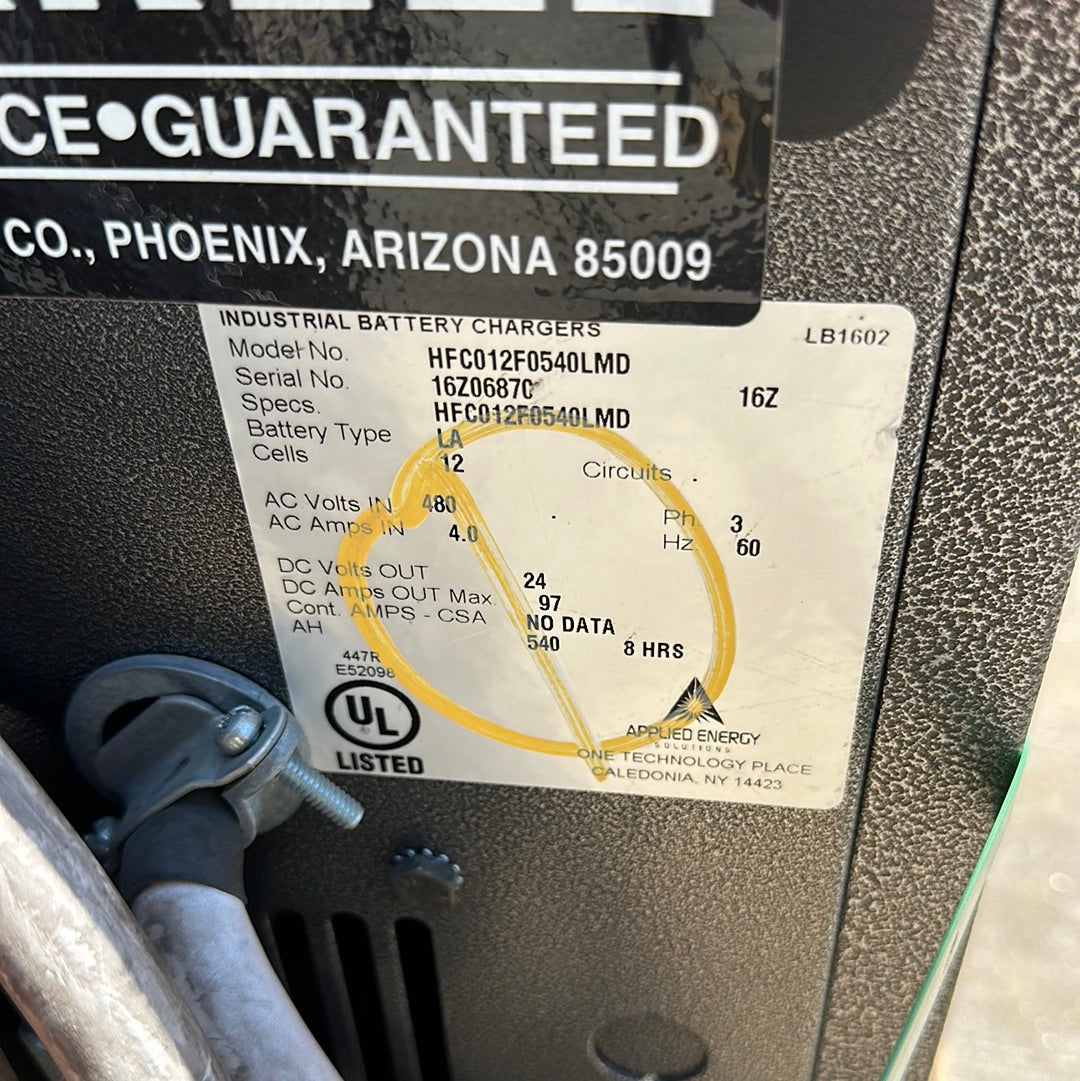 CE•GUARANTEED
CO., PHOENIX, ARIZONA 85009
INDUSTRIAL BATTERY CHARGERS LB1602
Model No. HFC012F0540LMD
Serial No. 16Z06870 16Z
Specs. HFC012F0540LMD
Battery Type LA
Cells 12 Circuits
AC Volts IN 480 Ph. 3
AC Amps IN 4.0 Hz. 60
DC Volts OUT 24
DC Amps OUT Max. 97
Cont. AMPS - CSA NO DATA
AH 540 8 HRS
447R
E52098
UL
®
LISTED
APPLIED ENERGY
SOLUTIONS
ONE TECHNOLOGY PLACE
CALEDONIA, NY 14423